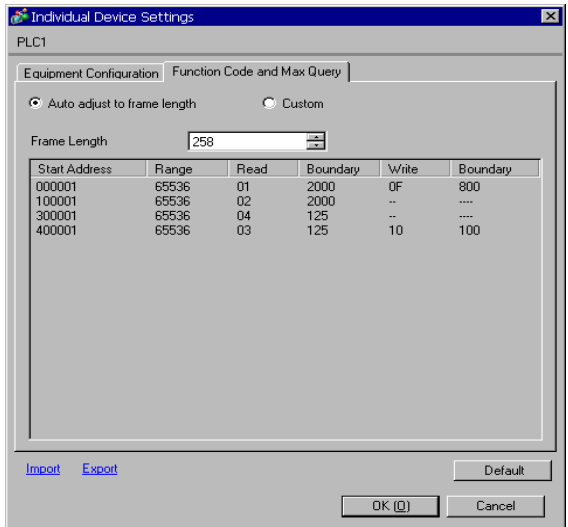 Individual Device Settings
PLC1
Equipment Configuration Function Code and Max Query
Auto adjust to frame length Custom
Frame Length 258
Start Address Range Read Boundary Write Boundary
000001 65536 01 2000 0F 800
100001 65536 02 2000 -- ----
300001 65536 04 125 -- ----
400001 65536 03 125 10 100
Import Export Default
OK (O) Cancel